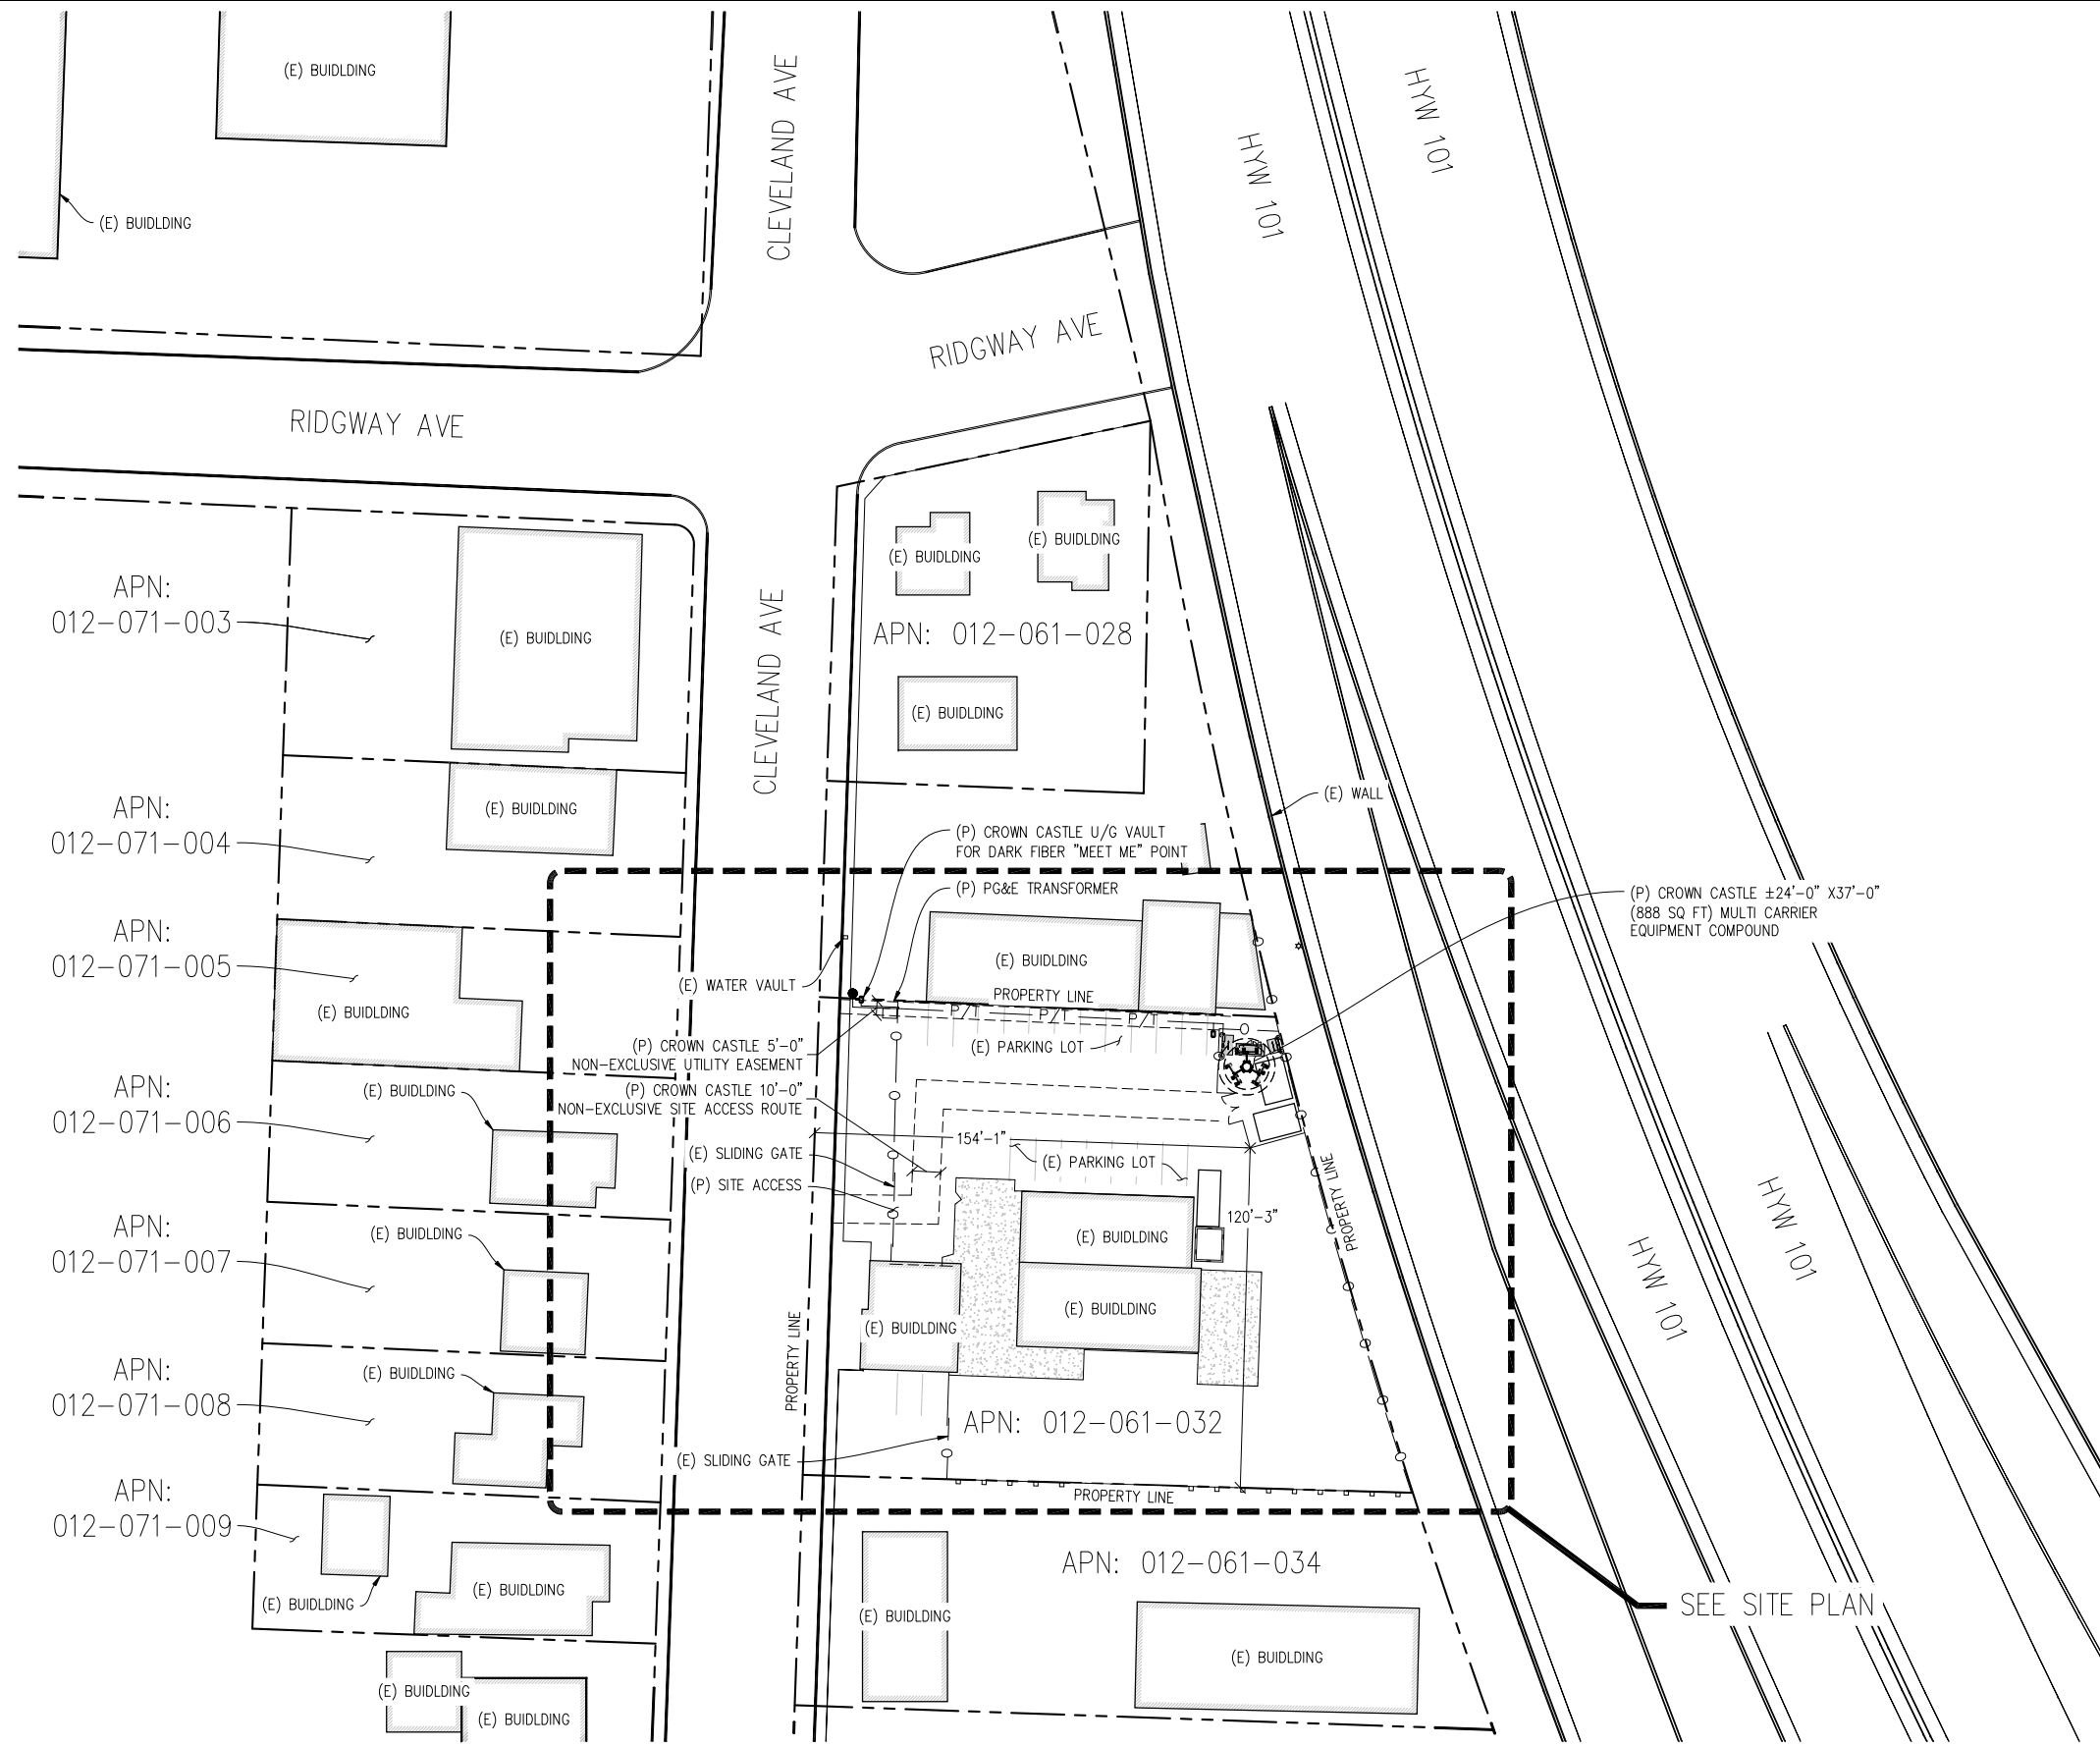 (E) BUIDLDING
CLEVELAND AVE
HYW 101
HYW 101
(E) BUIDLDING
RIDGWAY AVE
RIDGWAY AVE
(E) BUIDLDING
(E) BUIDLDING
APN:
012-071-003
(E) BUIDLDING
APN: 012-061-028
CLEVELAND AVE
(E) BUIDLDING
APN:
012-071-004
(E) BUIDLDING
(E) WALL
(P) CROWN CASTLE U/G VAULT
FOR DARK FIBER "MEET ME" POINT
(P) PG&E TRANSFORMER
(P) CROWN CASTLE ±24'-0" X37'-0"
(888 SQ FT) MULTI CARRIER
EQUIPMENT COMPOUND
APN:
012-071-005
(E) BUIDLDING
(E) BUIDLDING
(E) WATER VAULT
PROPERTY LINE
P/T
P/T
P/T
(P) CROWN CASTLE 5'-0"
NON-EXCLUSIVE UTILITY EASEMENT
(E) PARKING LOT
(P) CROWN CASTLE 10'-0"
NON-EXCLUSIVE SITE ACCESS ROUTE
APN:
012-071-006
(E) BUIDLDING
154'-1"
(E) SLIDING GATE
(E) PARKING LOT
(P) SITE ACCESS
PROPERTY LINE
120'-3"
APN:
012-071-007
(E) BUIDLDING
(E) BUIDLDING
HYW 101
HYW 101
(E) BUIDLDING
(E) BUIDLDING
PROPERTY LINE
APN:
012-071-008
(E) BUIDLDING
APN: 012-061-032
(E) SLIDING GATE
PROPERTY LINE
APN:
012-071-009
(E) BUIDLDING
(E) BUIDLDING
APN: 012-061-034
(E) BUIDLDING
SEE SITE PLAN
(E) BUIDLDING
(E) BUIDLDING
(E) BUIDLDING